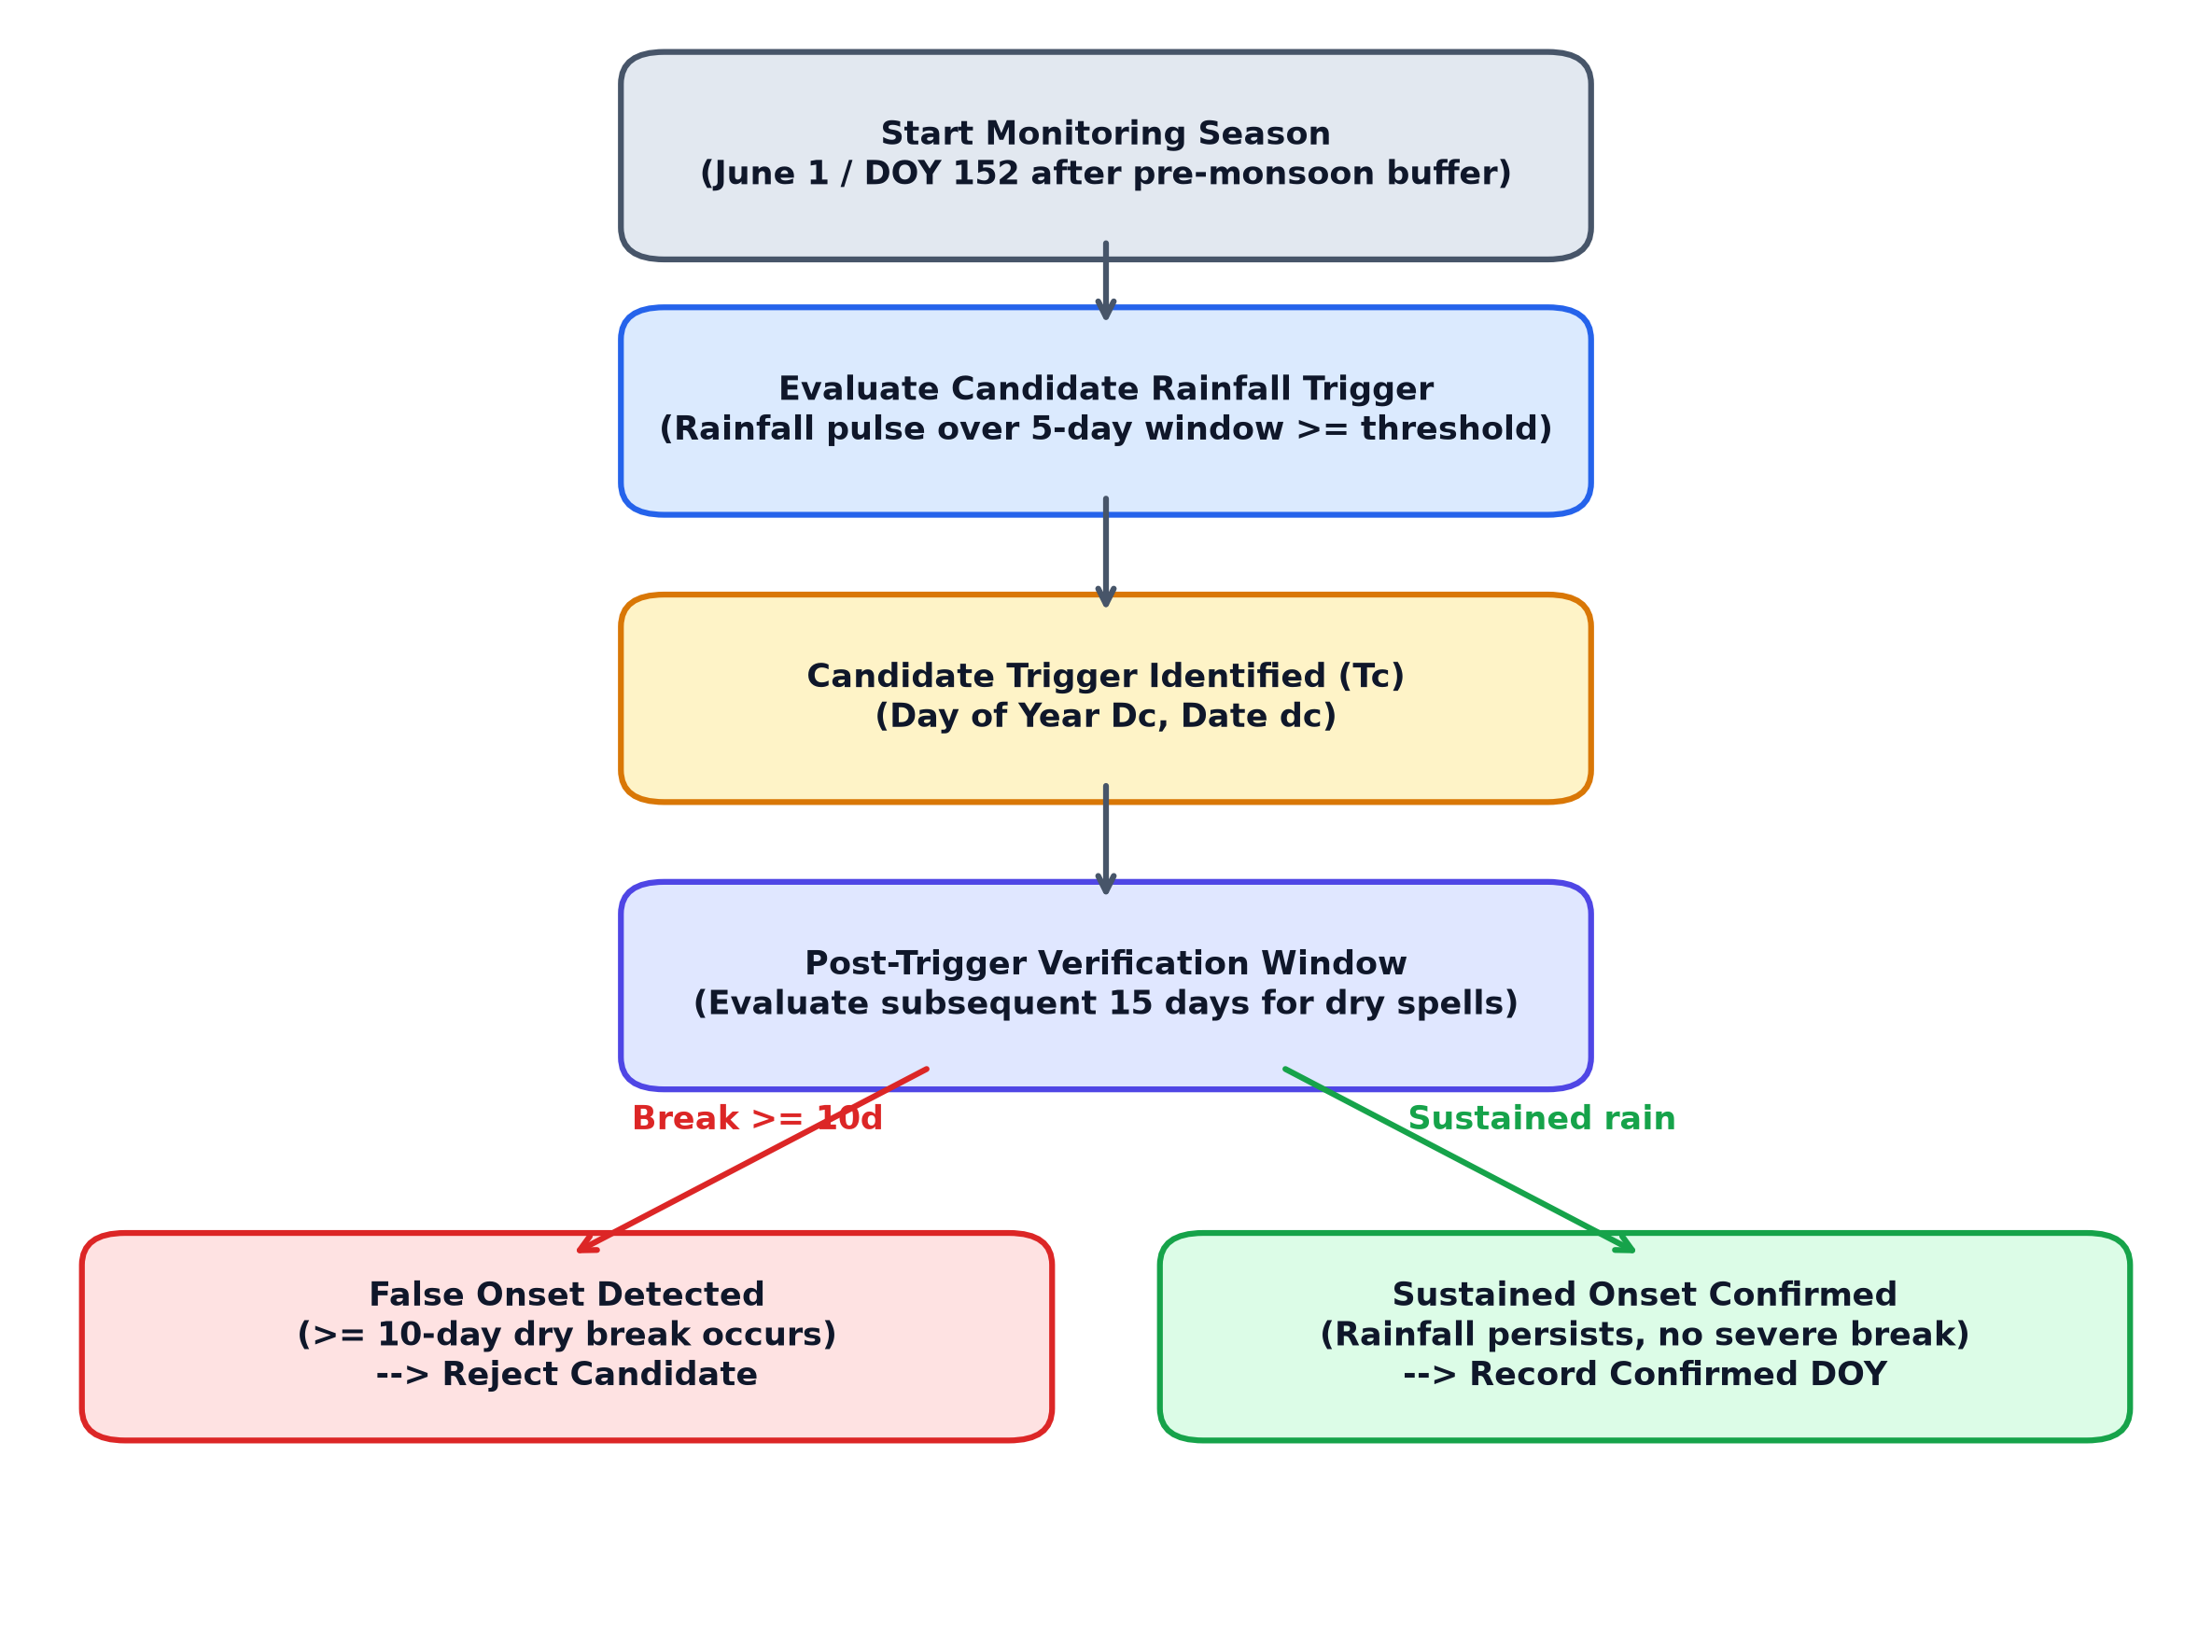 Start Monitoring Season
(June 1 / DOY 152 after pre-monsoon buffer)
Evaluate Candidate Rainfall Trigger
(Rainfall pulse over 5-day window >= threshold)
Candidate Trigger Identified (Tc)
(Day of Year Dc, Date dc)
Post-Trigger Verification Window
(Evaluate subsequent 15 days for dry spells)
Break >= 10d
Sustained rain
False Onset Detected
(>= 10-day dry break occurs)
--> Reject Candidate
Sustained Onset Confirmed
(Rainfall persists, no severe break)
--> Record Confirmed DOY